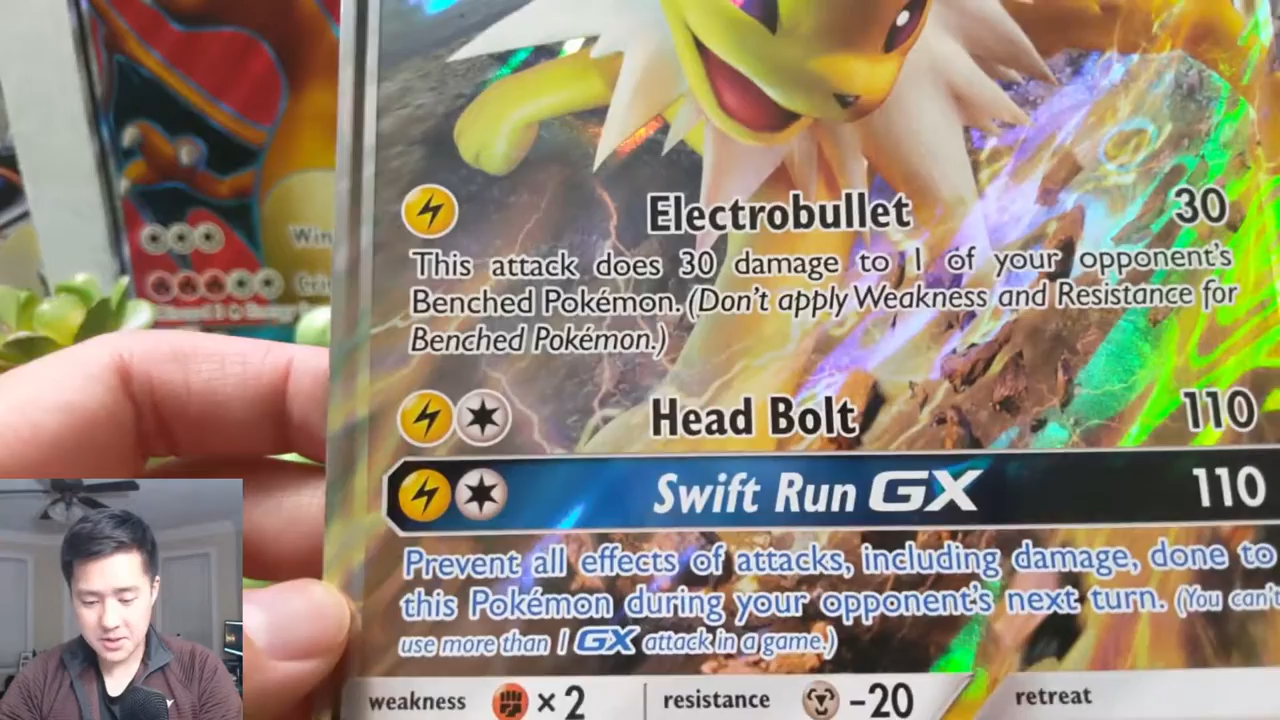 Electrobullet 30
This attack does 30 damage to 1 of your opponent's
Benched Pokémon. (Don't apply Weakness and Resistance for
Benched Pokémon.)
Head Bolt 110
Swift Run GX 110
Prevent all effects of attacks, including damage, done to
this Pokémon during your opponent's next turn. (You can't
use more than 1 GX attack in a game.)
weakness ×2 resistance -20 retreat
Win